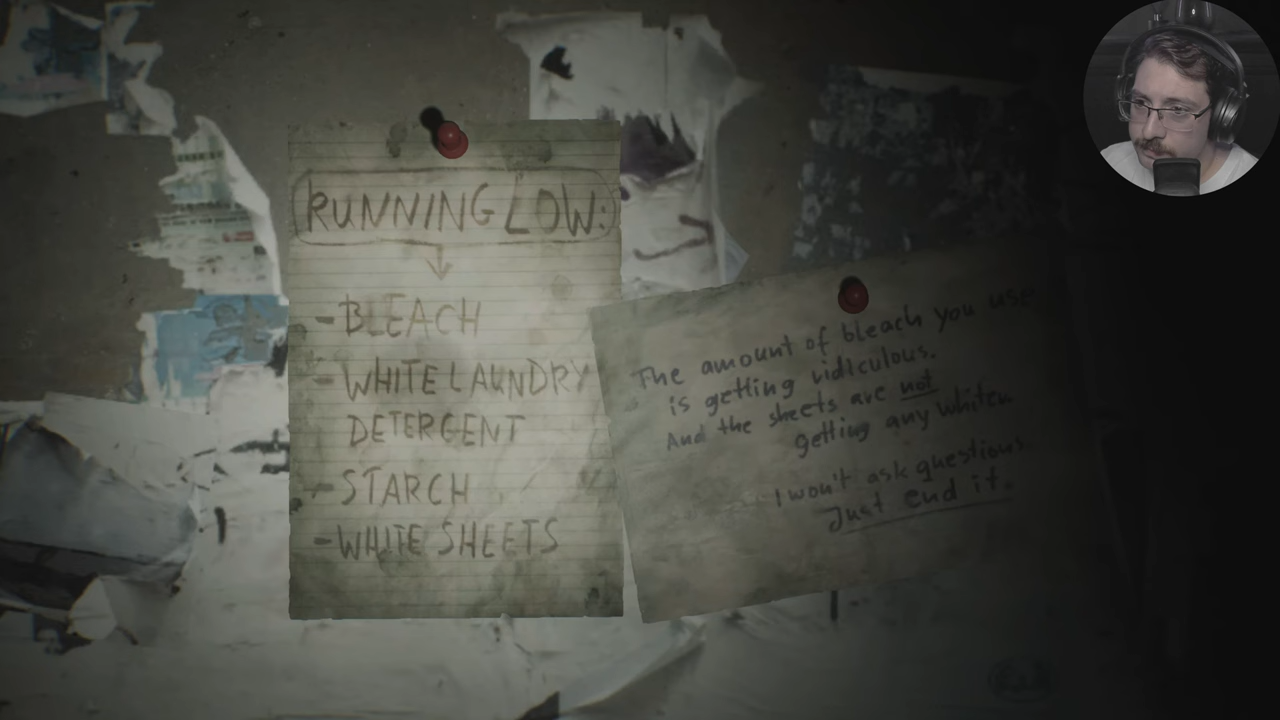 RUNNING LOW:
- BLEACH
- WHITE LAUNDRY
DETERGENT
- STARCH
- WHITE SHEETS
The amount of bleach you use
is getting ridiculous.
And the sheets are not
getting any whiter.
I won't ask questions.
Just end it.